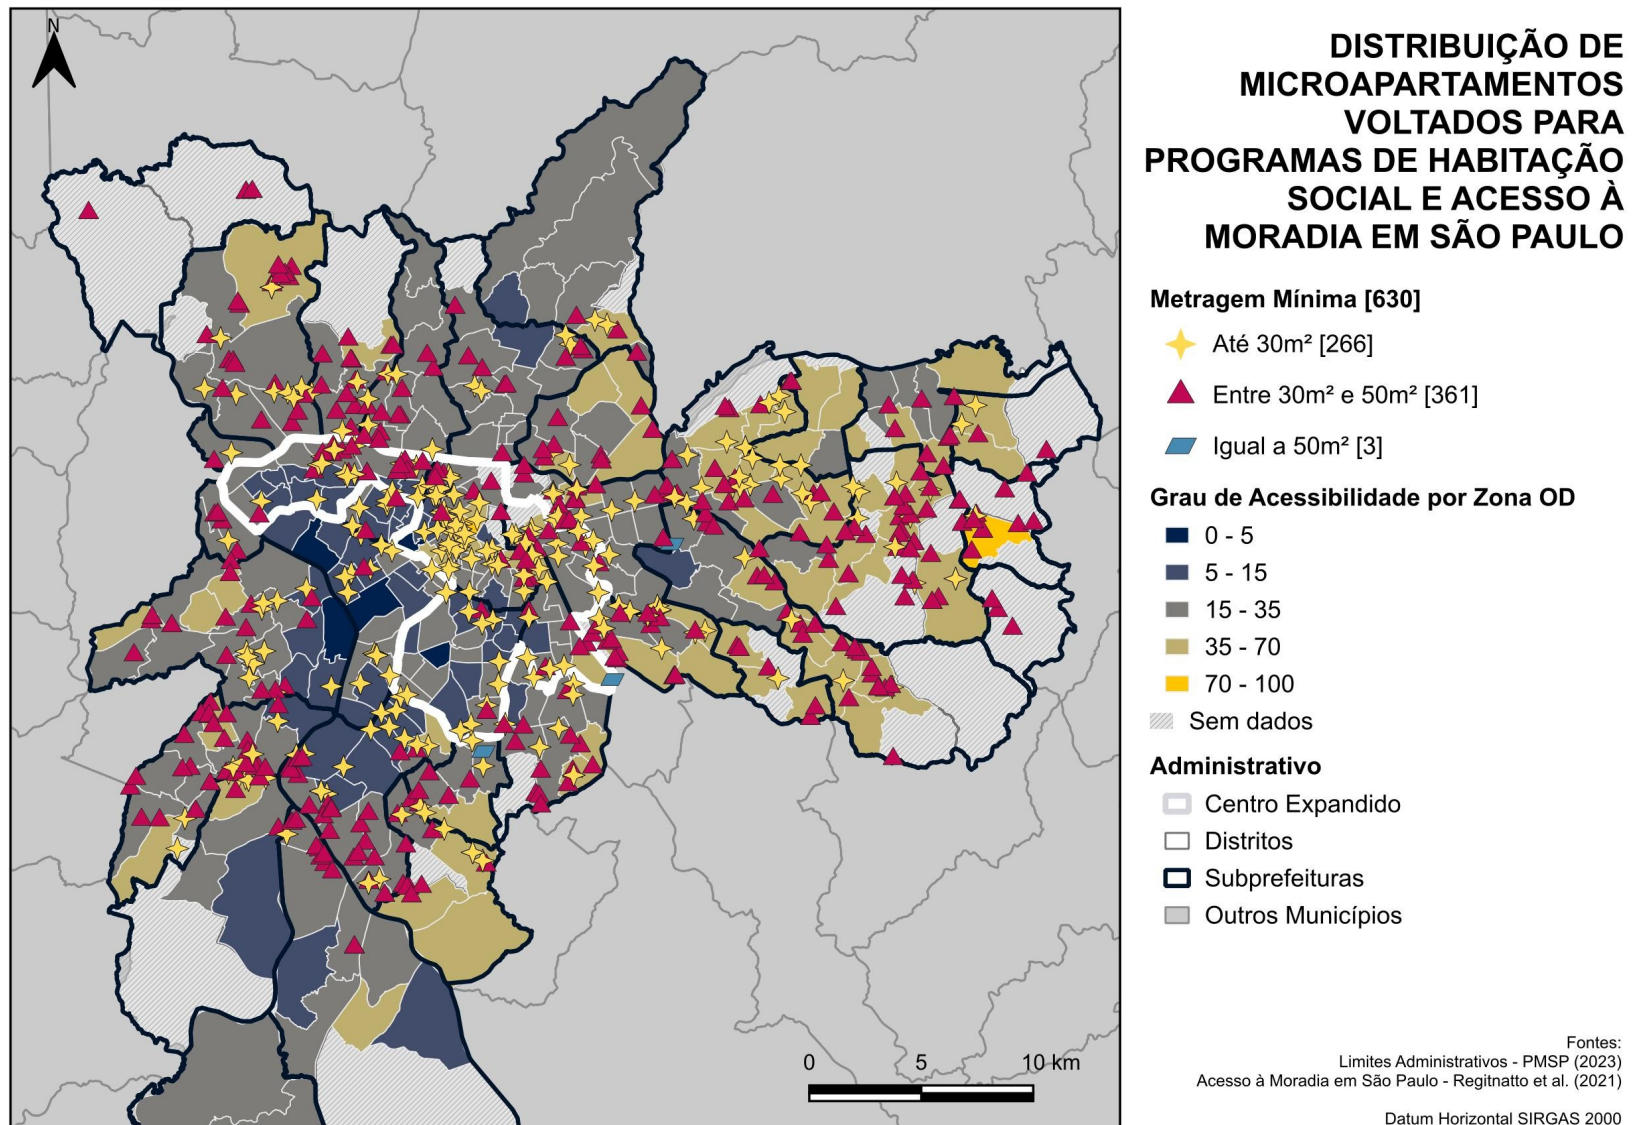 N
DISTRIBUIÇÃO DE
MICROAPARTAMENTOS
VOLTADOS PARA
PROGRAMAS DE HABITAÇÃO
SOCIAL E ACESSO À
MORADIA EM SÃO PAULO
Metragem Mínima [630]
Até 30m² [266]
Entre 30m² e 50m² [361]
Igual a 50m² [3]
Grau de Acessibilidade por Zona OD
0 - 5
5 - 15
15 - 35
35 - 70
70 - 100
Sem dados
Administrativo
Centro Expandido
Distritos
Subprefeituras
Outros Municípios
0 5 10 km
Fontes:
Limites Administrativos - PMSP (2023)
Acesso à Moradia em São Paulo - Regitnatto et al. (2021)
Datum Horizontal SIRGAS 2000